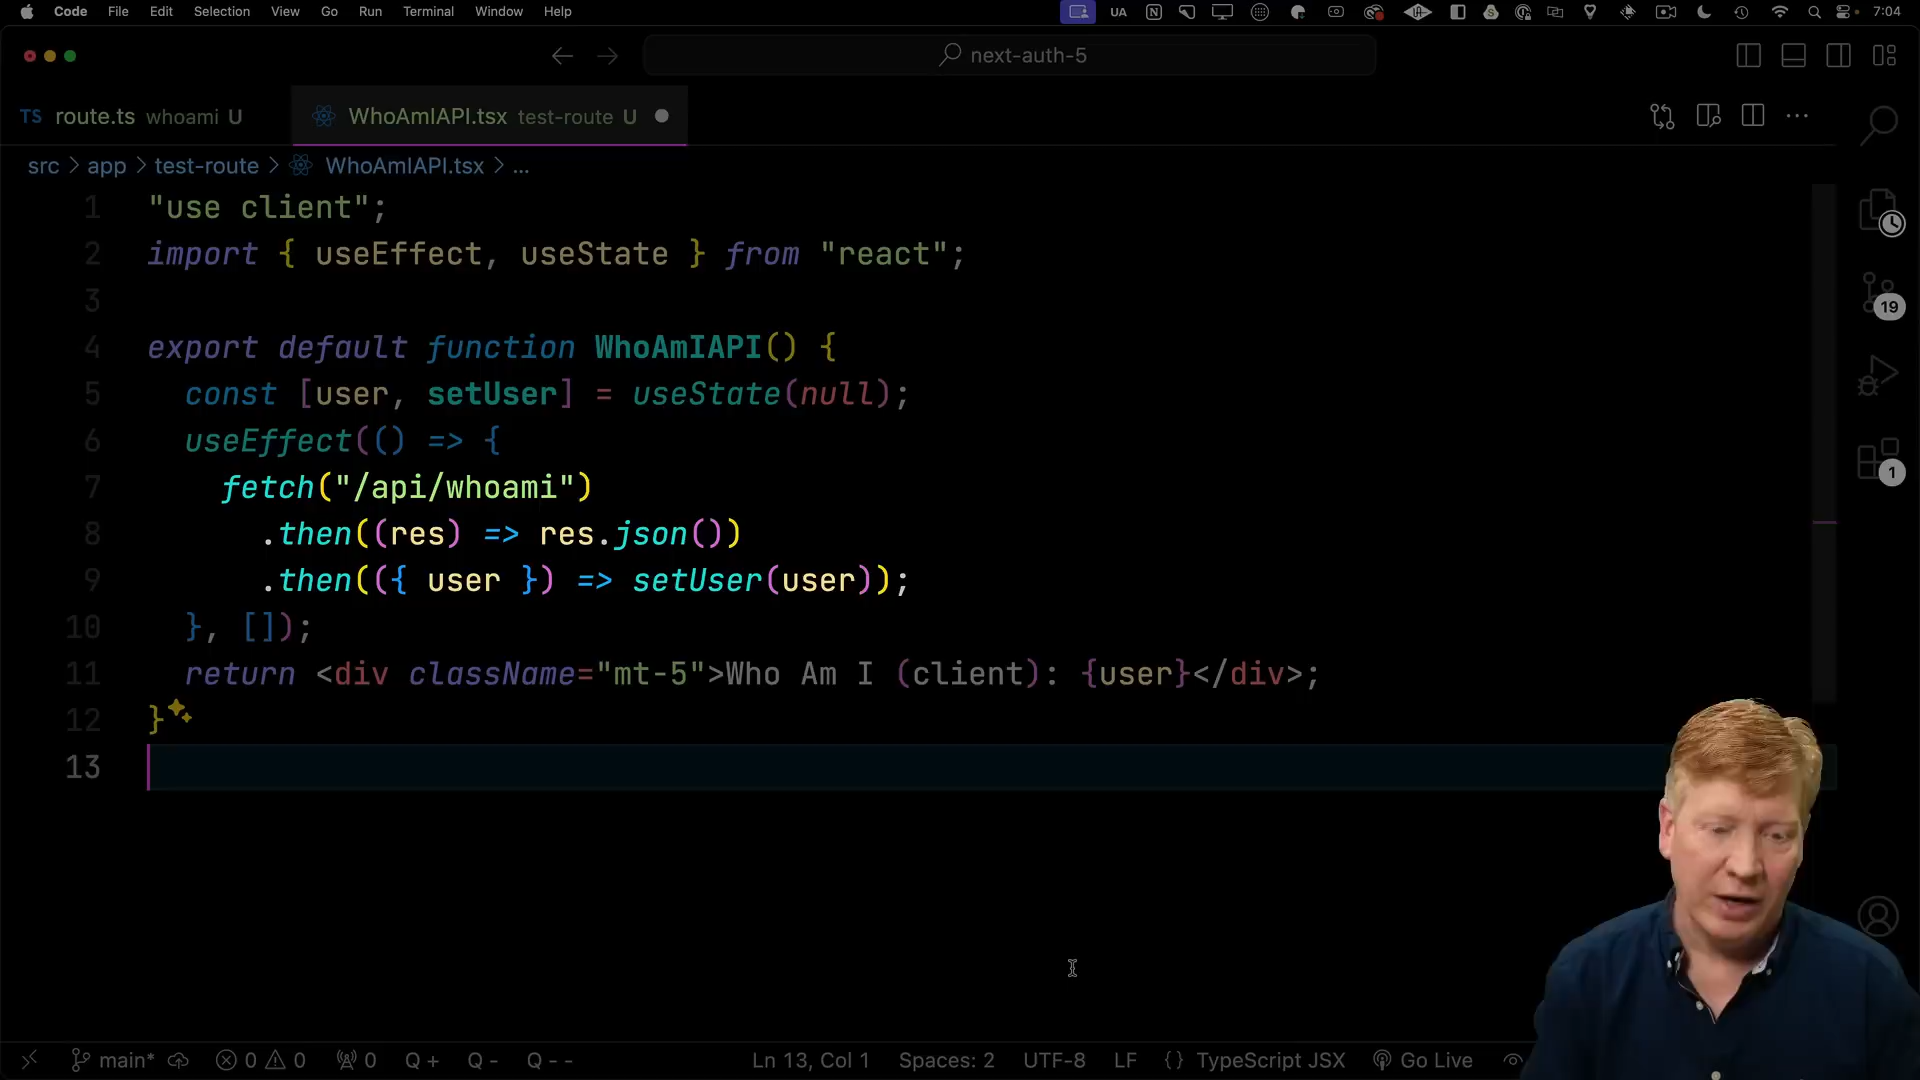 Code File Edit Selection View Go Run Terminal Window Help UA 7:04
next-auth-5
TS route.ts whoami U WhoAmIAPI.tsx test-route U
src > app > test-route > WhoAmIAPI.tsx > ...
1 "use client";
2 import { useEffect, useState } from "react";
3
4 export default function WhoAmIAPI() {
5 const [user, setUser] = useState(null);
6 useEffect(() => {
7 fetch("/api/whoami")
8 .then((res) => res.json())
9 .then(({ user }) => setUser(user));
10 }, []);
11 return <div className="mt-5">Who Am I (client): {user}</div>;
12 }
13
19
1
main* 0 0 0 Q + Q - Q - - Ln 13, Col 1 Spaces: 2 UTF-8 LF {} TypeScript JSX Go Live